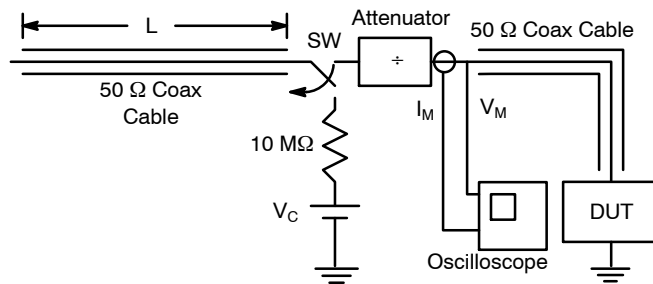 L
SW
Attenuator
÷
50 Ω Coax Cable
50 Ω Coax
Cable
I_M
V_M
10 MΩ
V_C
DUT
Oscilloscope